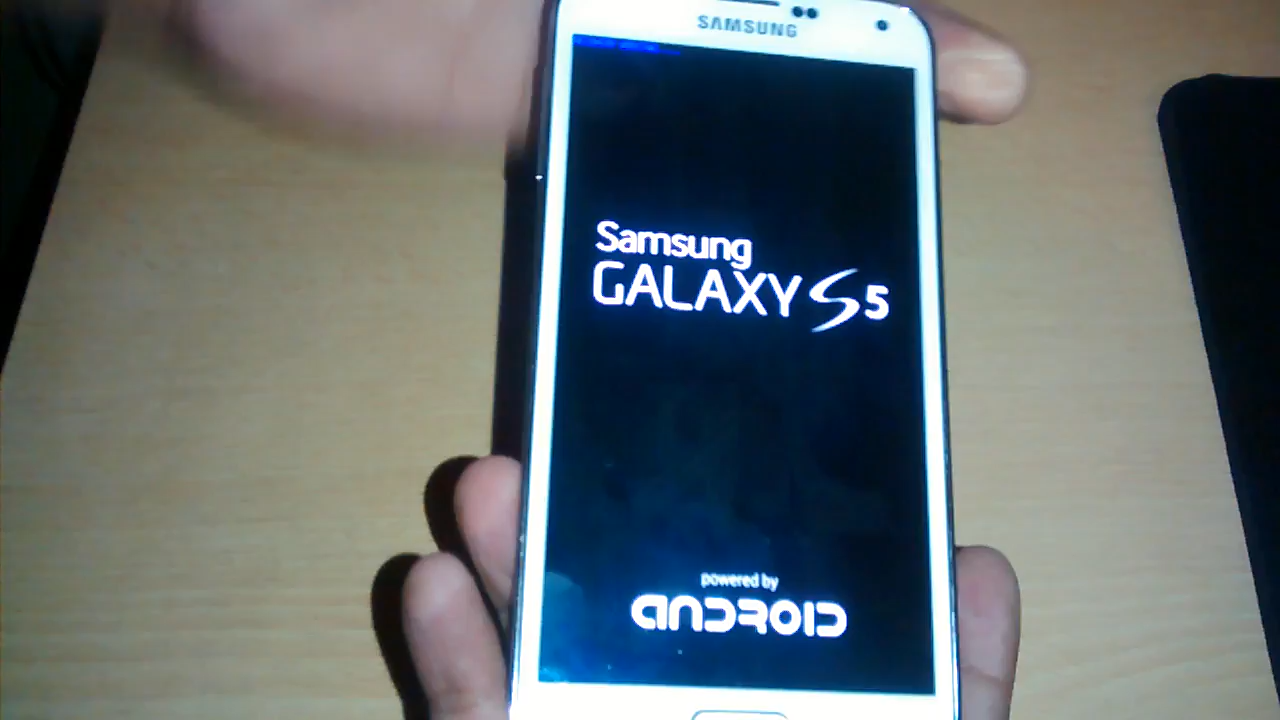 SAMSUNG
Samsung
GALAXY S5
powered by
ANDROID